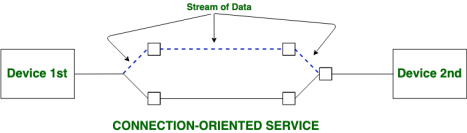 Stream of Data
Device 1st
Device 2nd
CONNECTION-ORIENTED SERVICE